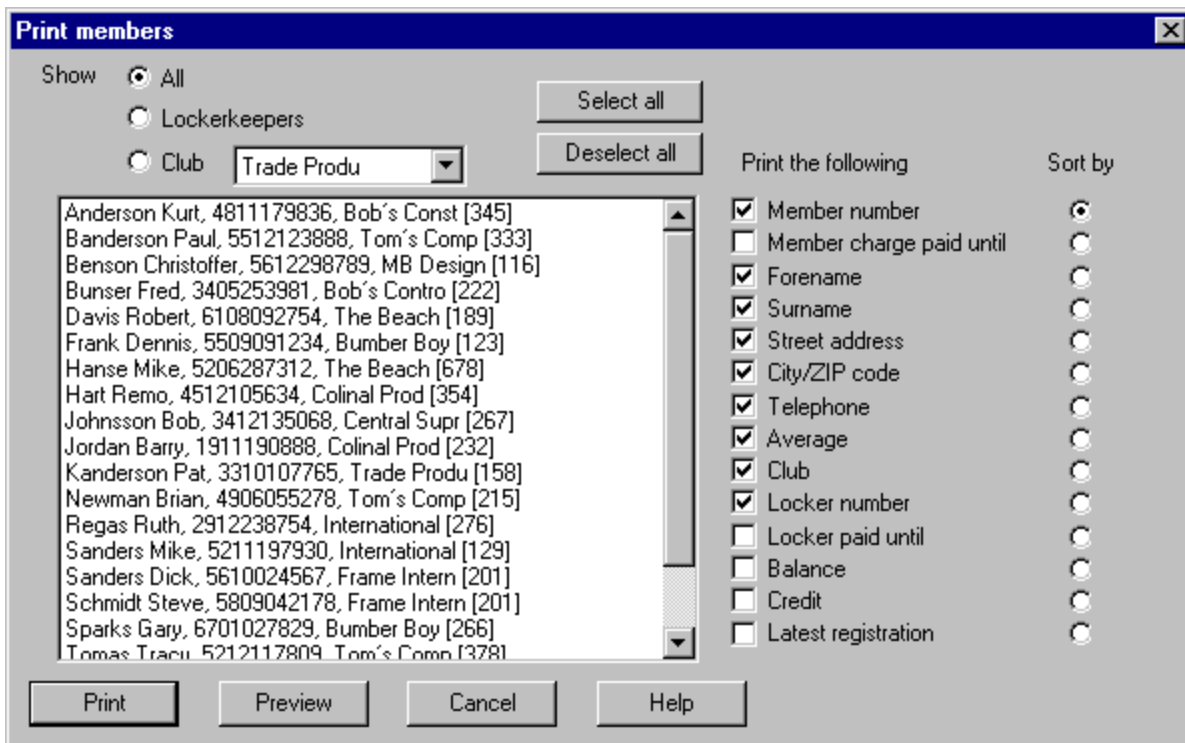 Print members
Show All
Lockerkeepers
Club Trade Produ
Select all
Deselect all
Anderson Kurt, 4811179836, Bob´s Const [345]
Banderson Paul, 5512123888, Tom´s Comp [333]
Benson Christoffer, 5612298789, MB Design [116]
Bunser Fred, 3405253981, Bob´s Contro [222]
Davis Robert, 6108092754, The Beach [189]
Frank Dennis, 5509091234, Bumber Boy [123]
Hanse Mike, 5206287312, The Beach [678]
Hart Remo, 4512105634, Colinal Prod [354]
Johnsson Bob, 3412135068, Central Supr [267]
Jordan Barry, 1911190888, Colinal Prod [232]
Kanderson Pat, 3310107765, Trade Produ [158]
Newman Brian, 4906055278, Tom´s Comp [215]
Regas Ruth, 2912238754, International [276]
Sanders Mike, 5211197930, International [129]
Sanders Dick, 5610024567, Frame Intern [201]
Schmidt Steve, 5809042178, Frame Intern [201]
Sparks Gary, 6701027829, Bumber Boy [266]
Tomas Tracy, 5212117809, Tom´s Comp [378]
Print the following Sort by
Member number
Member charge paid until
Forename
Surname
Street address
City/ZIP code
Telephone
Average
Club
Locker number
Locker paid until
Balance
Credit
Latest registration
Print Preview Cancel Help